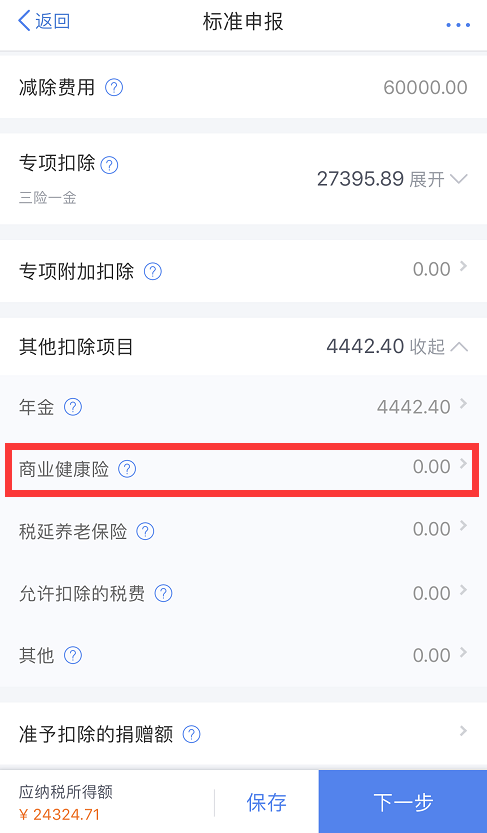 返回
标准申报
减除费用 ? 60000.00
专项扣除 ? 27395.89 展开
三险一金
专项附加扣除 ? 0.00
其他扣除项目 4442.40 收起
年金 ? 4442.40
商业健康险 ? 0.00
税延养老保险 ? 0.00
允许扣除的税费 ? 0.00
其他 ? 0.00
准予扣除的捐赠额 ?
应纳税所得额
¥ 24324.71
保存
下一步